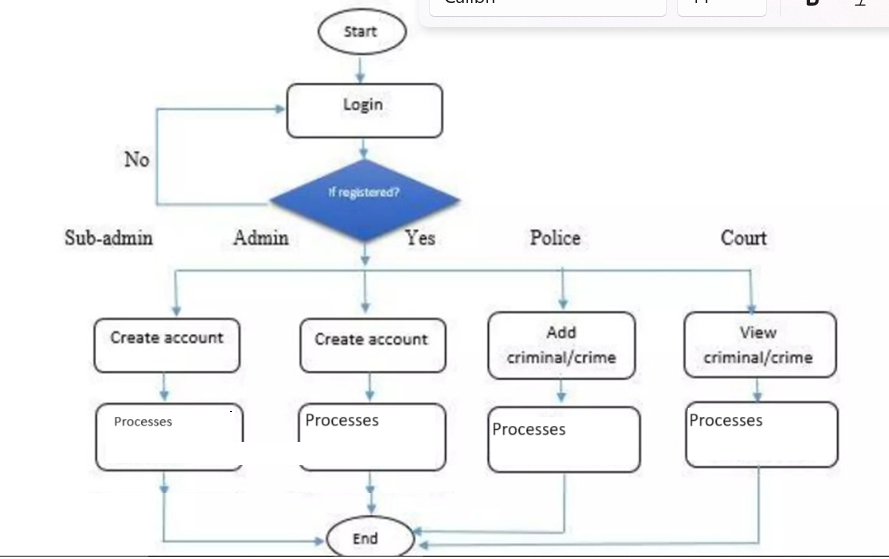 Start
Login
No
If registered?
Sub-admin
Admin
Yes
Police
Court
Create account
Create account
Add
criminal/crime
View
criminal/crime
Processes
Processes
Processes
Processes
End